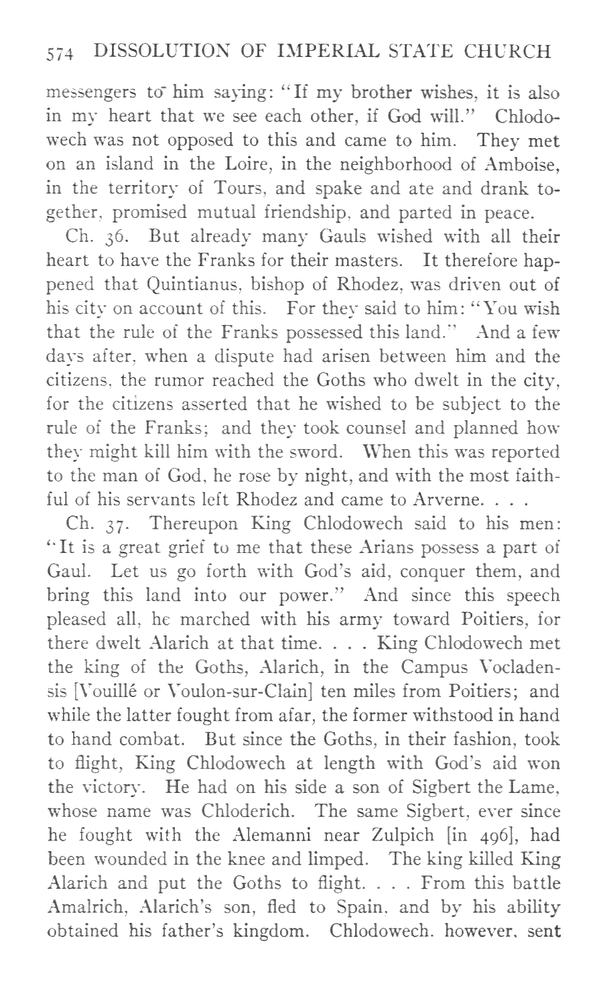 574 DISSOLUTION OF IMPERIAL STATE CHURCH
messengers to him saying: "If my brother wishes, it is also
in my heart that we see each other, if God will." Chlodo-
wech was not opposed to this and came to him. They met
on an island in the Loire, in the neighborhood of Amboise,
in the territory of Tours, and spake and ate and drank to-
gether, promised mutual friendship, and parted in peace.
Ch. 36. But already many Gauls wished with all their
heart to have the Franks for their masters. It therefore hap-
pened that Quintianus, bishop of Rhodez, was driven out of
his city on account of this. For they said to him: "You wish
that the rule of the Franks possessed this land." And a few
days after, when a dispute had arisen between him and the
citizens, the rumor reached the Goths who dwelt in the city,
for the citizens asserted that he wished to be subject to the
rule of the Franks; and they took counsel and planned how
they might kill him with the sword. When this was reported
to the man of God, he rose by night, and with the most faith-
ful of his servants left Rhodez and came to Arverne. . . .
Ch. 37. Thereupon King Chlodowech said to his men:
"It is a great grief to me that these Arians possess a part of
Gaul. Let us go forth with God's aid, conquer them, and
bring this land into our power." And since this speech
pleased all, he marched with his army toward Poitiers, for
there dwelt Alarich at that time. . . . King Chlodowech met
the king of the Goths, Alarich, in the Campus Vocladen-
sis [Vouillé or Voulon-sur-Clain] ten miles from Poitiers; and
while the latter fought from afar, the former withstood in hand
to hand combat. But since the Goths, in their fashion, took
to flight, King Chlodowech at length with God's aid won
the victory. He had on his side a son of Sigbert the Lame,
whose name was Chloderich. The same Sigbert, ever since
he fought with the Alemanni near Zulpich [in 496], had
been wounded in the knee and limped. The king killed King
Alarich and put the Goths to flight. . . . From this battle
Amalrich, Alarich's son, fled to Spain, and by his ability
obtained his father's kingdom. Chlodowech, however, sent